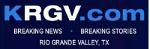 KRGV.com
BREAKING NEWS • BREAKING STORIES
RIO GRANDE VALLEY, TX